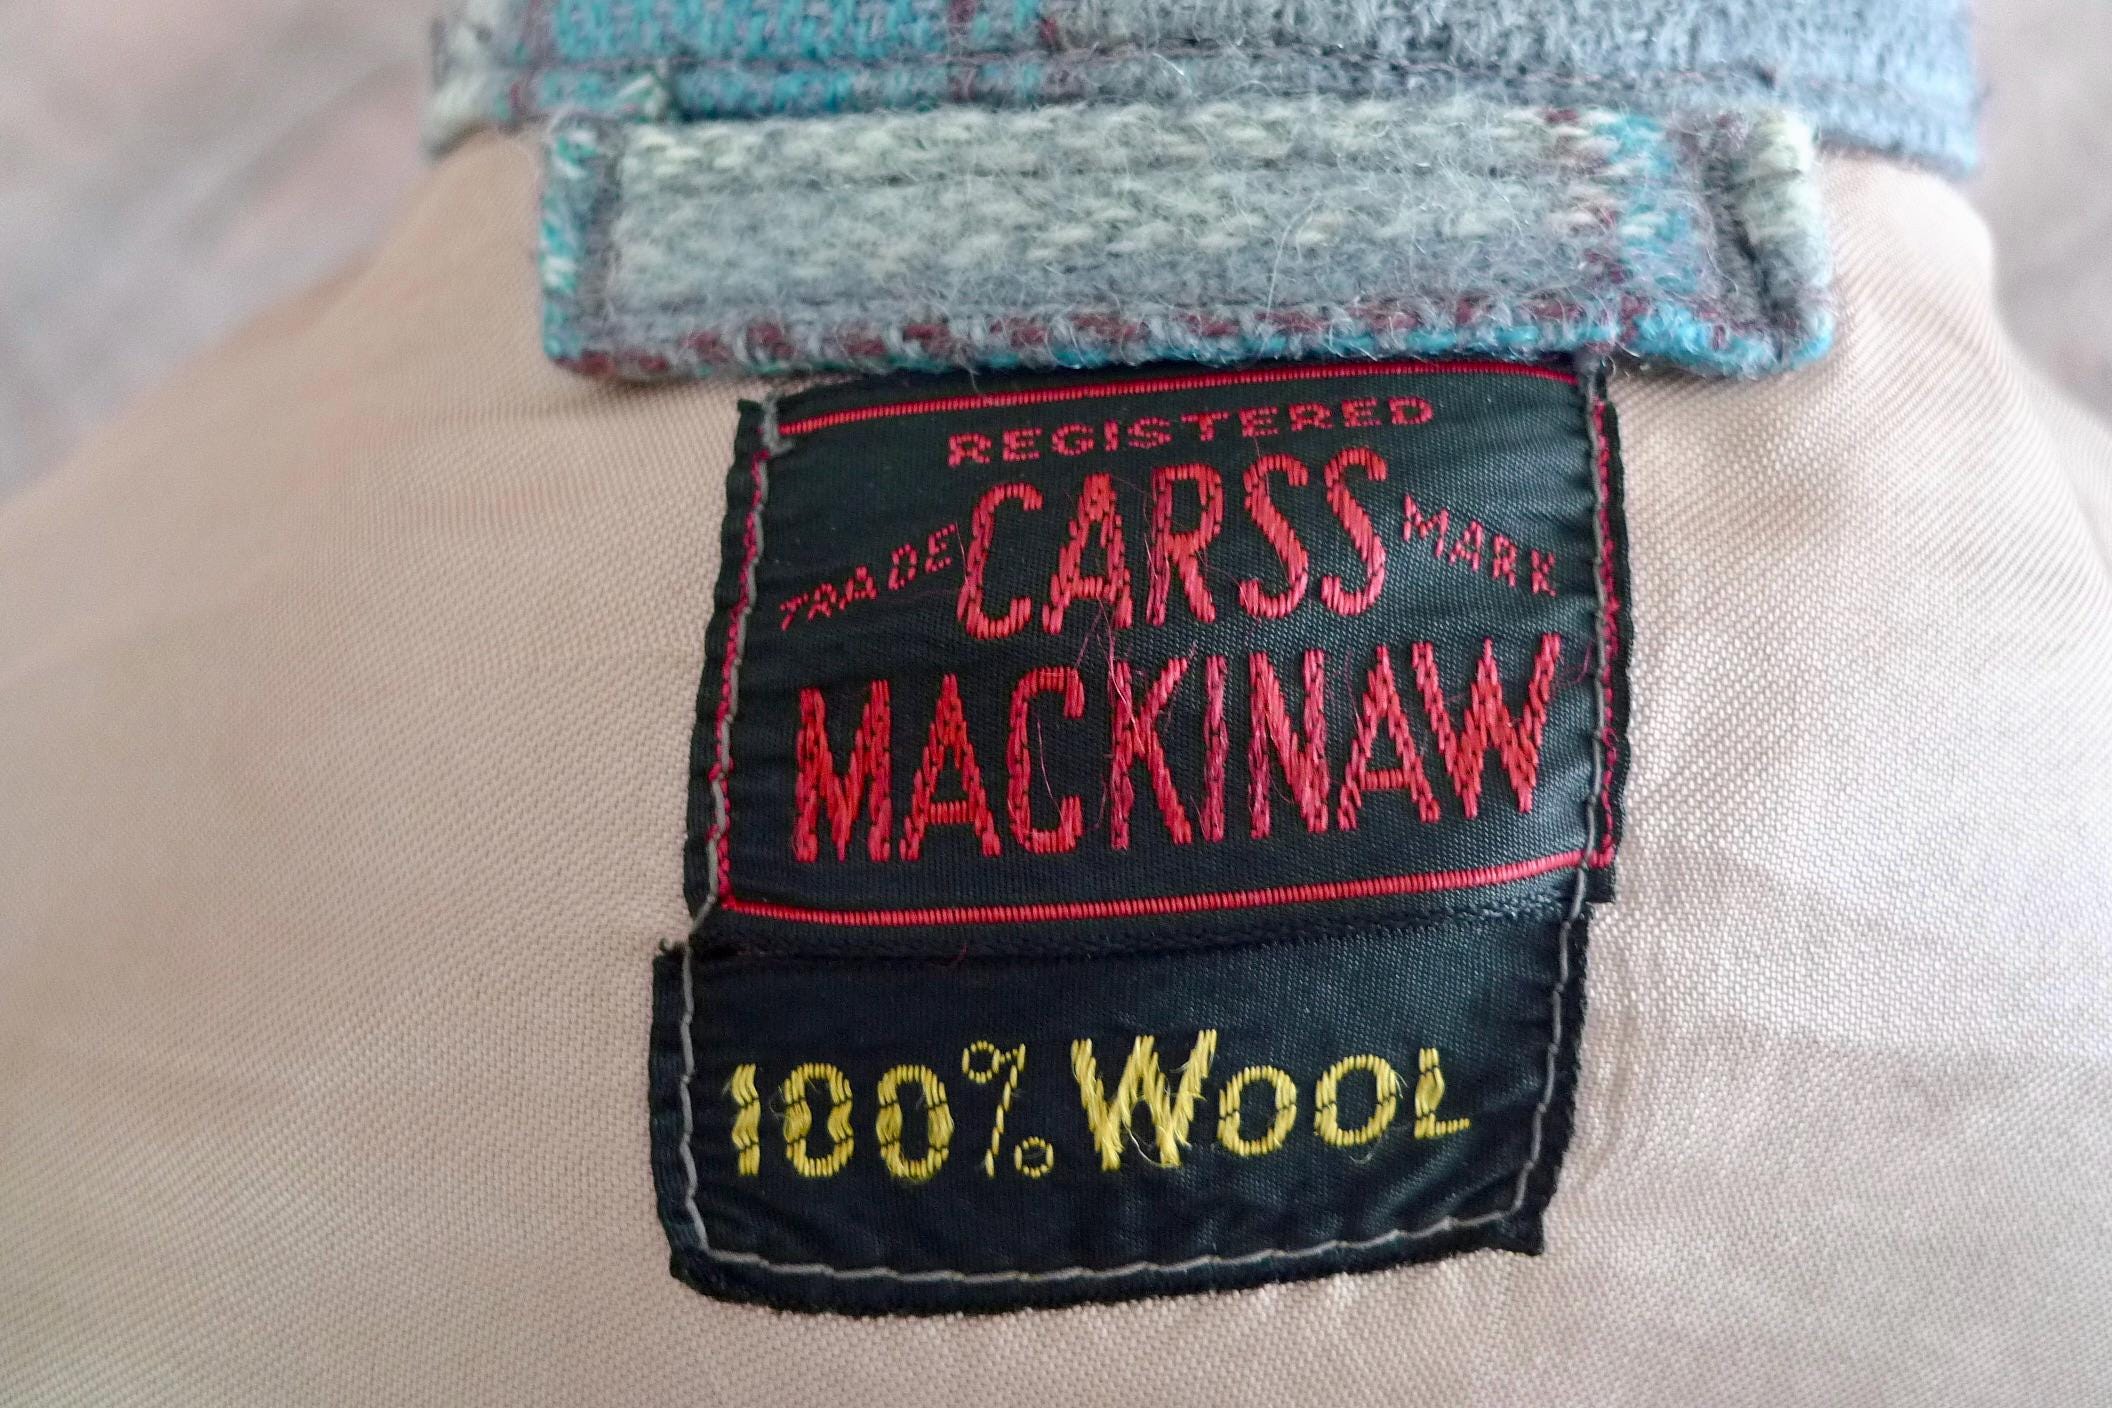 REGISTERED
TRADE CARSS MARK
MACKINAW
100% WOOL